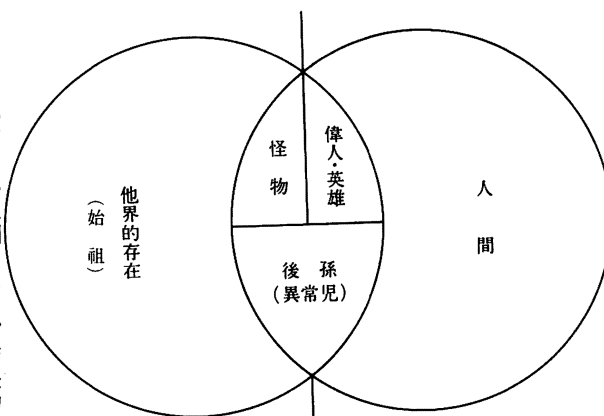 偉人・英雄
怪物
人間
他界的存在
（始祖）
後孫
（異常児）